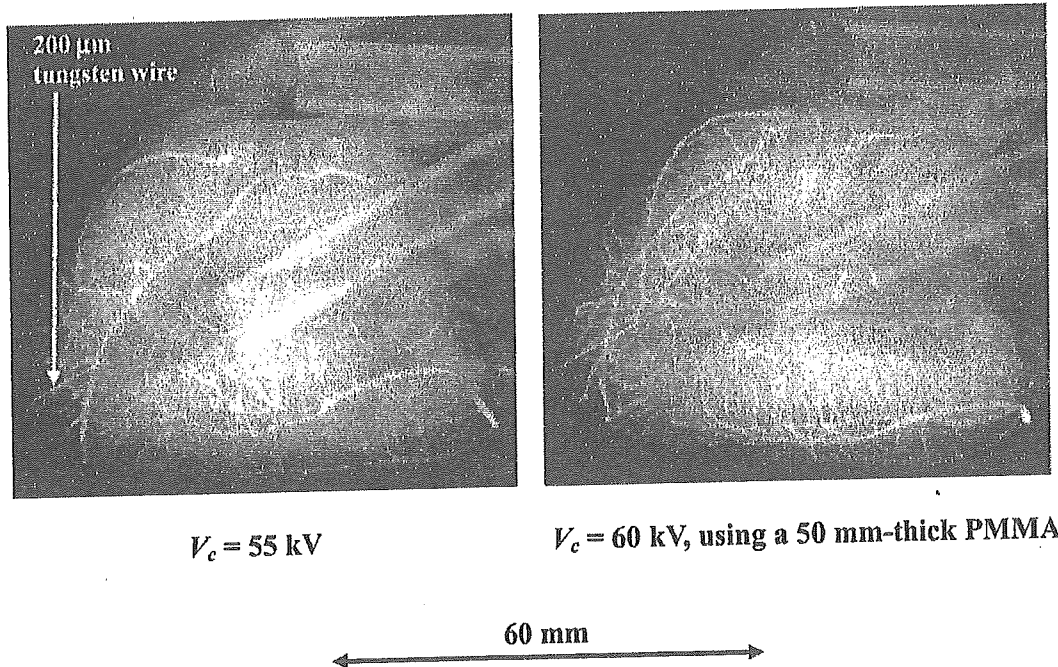 200 μm
tungsten wire
V_c = 55 kV
V_c = 60 kV, using a 50 mm-thick PMMA
60 mm